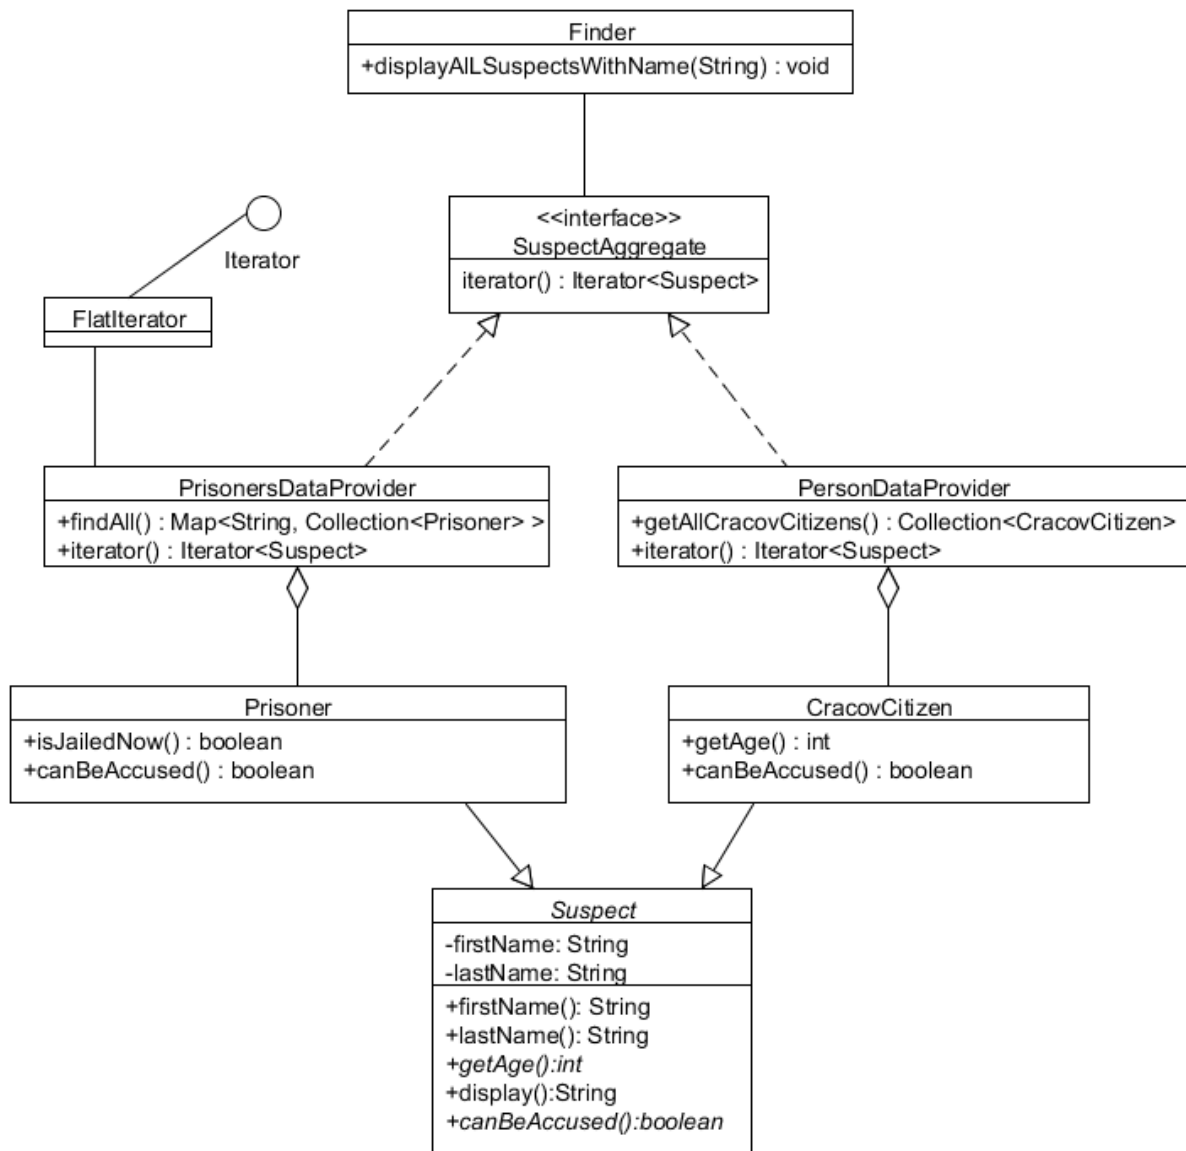 Finder
+displayAlLSuspectsWithName(String) : void
<<interface>>
SuspectAggregate
iterator() : Iterator<Suspect>
Iterator
FlatIterator
PrisonersDataProvider
+findAll() : Map<String, Collection<Prisoner> >
+iterator() : Iterator<Suspect>
PersonDataProvider
+getAllCracovCitizens() : Collection<CracovCitizen>
+iterator() : Iterator<Suspect>
Prisoner
+isJailedNow() : boolean
+canBeAccused() : boolean
CracovCitizen
+getAge() : int
+canBeAccused() : boolean
Suspect
-firstName: String
-lastName: String
+firstName(): String
+lastName(): String
+getAge():int
+display():String
+canBeAccused():boolean